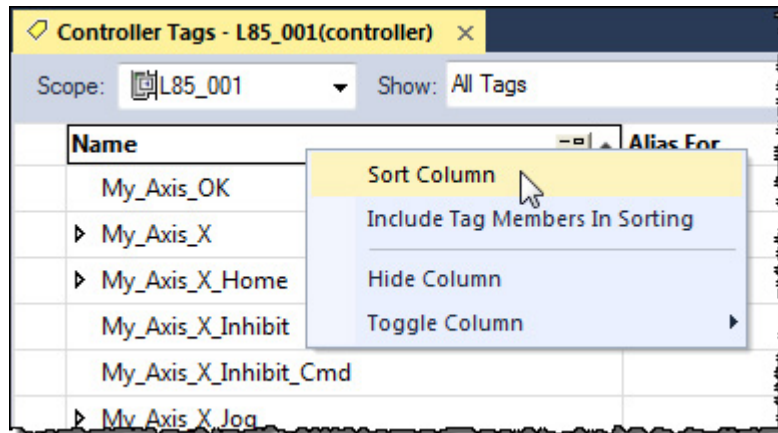 Controller Tags - L85_001(controller)
Scope: L85_001 Show: All Tags
Name Alias For
My_Axis_OK
Sort Column
My_Axis_X
Include Tag Members In Sorting
My_Axis_X_Home
Hide Column
My_Axis_X_Inhibit
Toggle Column
My_Axis_X_Inhibit_Cmd
My_Axis_X_Jog